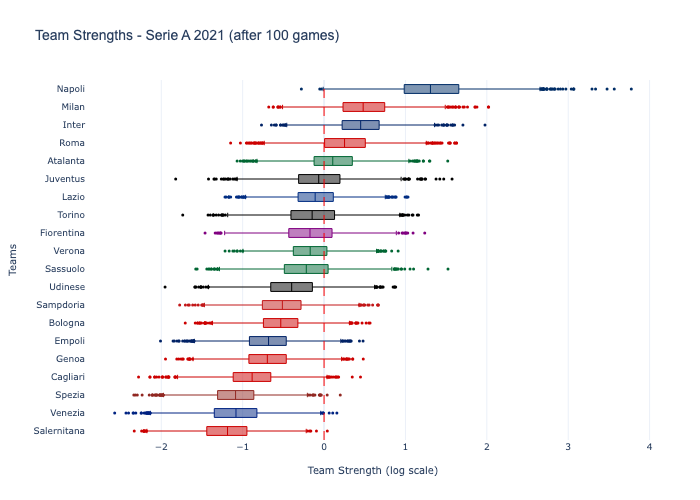 Team Strengths - Serie A 2021 (after 100 games)
Napoli
Milan
Inter
Roma
Atalanta
Juventus
Lazio
Torino
Fiorentina
Verona
Sassuolo
Udinese
Sampdoria
Bologna
Empoli
Genoa
Cagliari
Spezia
Venezia
Salernitana
Teams
−2 −1 0 1 2 3 4
Team Strength (log scale)